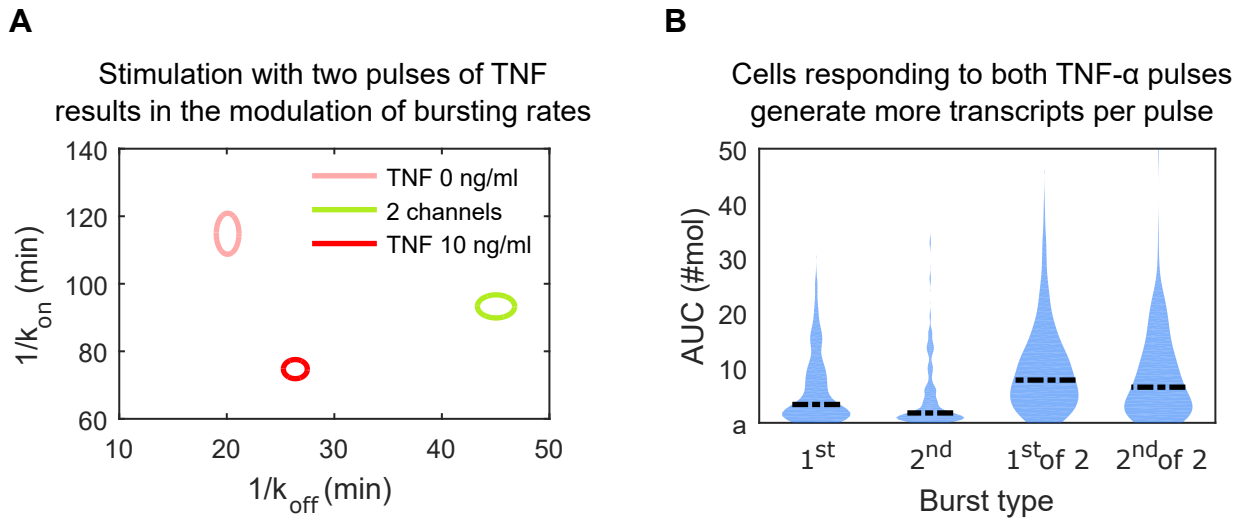 A
Stimulation with two pulses of TNF
results in the modulation of bursting rates
140
120
100
80
60
1/k_on (min)
TNF 0 ng/ml
2 channels
TNF 10 ng/ml
10 20 30 40 50
1/k_off (min)
B
Cells responding to both TNF-α pulses
generate more transcripts per pulse
50
40
30
20
10
a
AUC (#mol)
1st 2nd 1st of 2 2nd of 2
Burst type